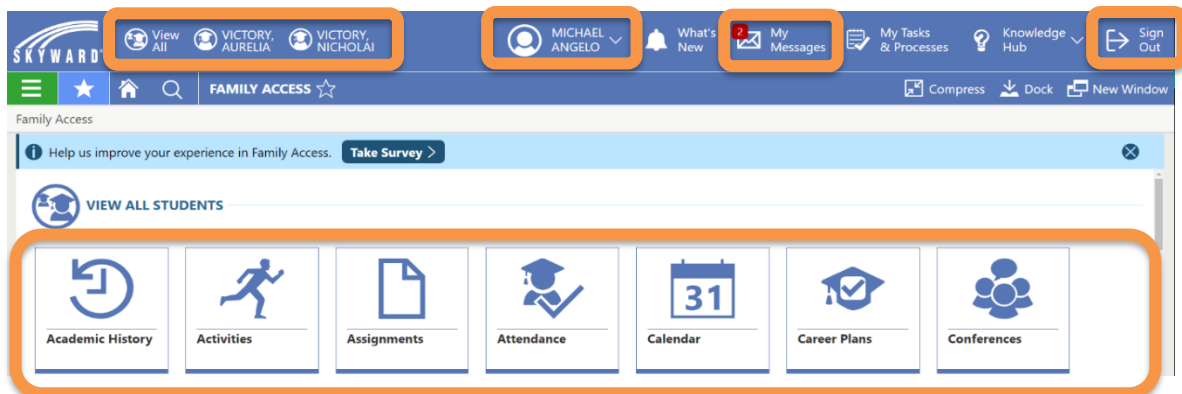 SKYWARD®
View
All
VICTORY,
AURELIA
VICTORY,
NICHOLAI
MICHAEL
ANGELO
What's
New
2
My
Messages
My Tasks
& Processes
Knowledge
Hub
Sign
Out
FAMILY ACCESS
Compress
Dock
New Window
Family Access
Help us improve your experience in Family Access.
Take Survey >
VIEW ALL STUDENTS
31
Academic History
Activities
Assignments
Attendance
Calendar
Career Plans
Conferences